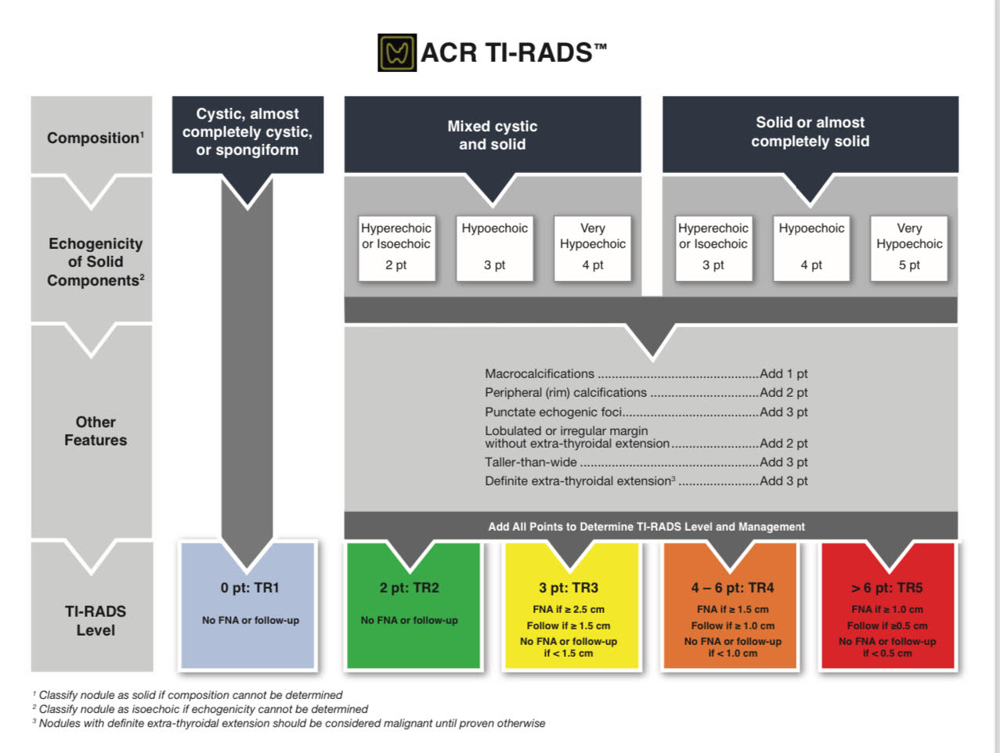 ACR TI-RADS™
Composition¹
Cystic, almost
completely cystic,
or spongiform
Mixed cystic
and solid
Solid or almost
completely solid
Echogenicity
of Solid
Components²
Hyperechoic
or Isoechoic
2 pt
Hypoechoic
3 pt
Very
Hypoechoic
4 pt
Hyperechoic
or Isoechoic
3 pt
Hypoechoic
4 pt
Very
Hypoechoic
5 pt
Other
Features
Macrocalcifications ..............................................Add 1 pt
Peripheral (rim) calcifications ...............................Add 2 pt
Punctate echogenic foci.......................................Add 3 pt
Lobulated or irregular margin
without extra-thyroidal extension.........................Add 2 pt
Taller-than-wide ...................................................Add 3 pt
Definite extra-thyroidal extension³ .......................Add 3 pt
Add All Points to Determine TI-RADS Level and Management
TI-RADS
Level
0 pt: TR1
No FNA or follow-up
2 pt: TR2
No FNA or follow-up
3 pt: TR3
FNA if ≥ 2.5 cm
Follow if ≥ 1.5 cm
No FNA or follow-up
if < 1.5 cm
4 – 6 pt: TR4
FNA if ≥ 1.5 cm
Follow if ≥ 1.0 cm
No FNA or follow-up
if < 1.0 cm
> 6 pt: TR5
FNA if ≥ 1.0 cm
Follow if ≥0.5 cm
No FNA or follow-up
if < 0.5 cm
¹ Classify nodule as solid if composition cannot be determined
² Classify nodule as isoechoic if echogenicity cannot be determined
³ Nodules with definite extra-thyroidal extension should be considered malignant until proven otherwise